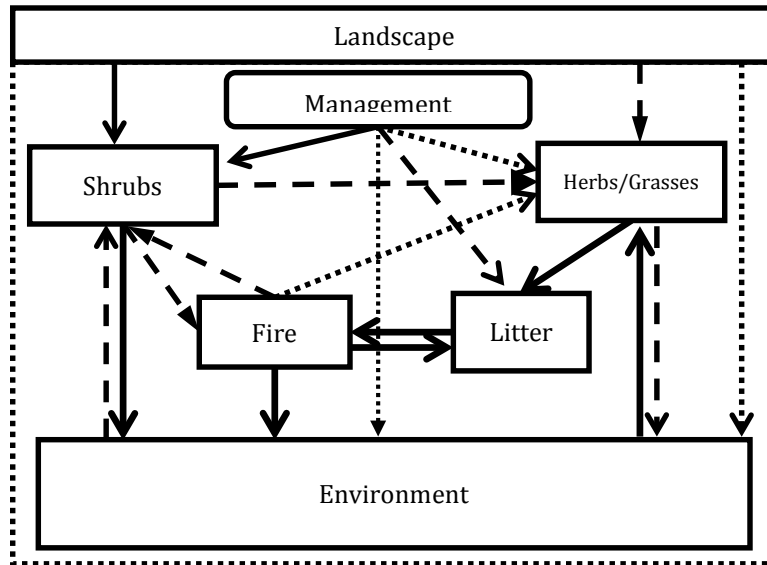 Landscape
Management
Shrubs
Herbs/Grasses
Fire
Litter
Environment